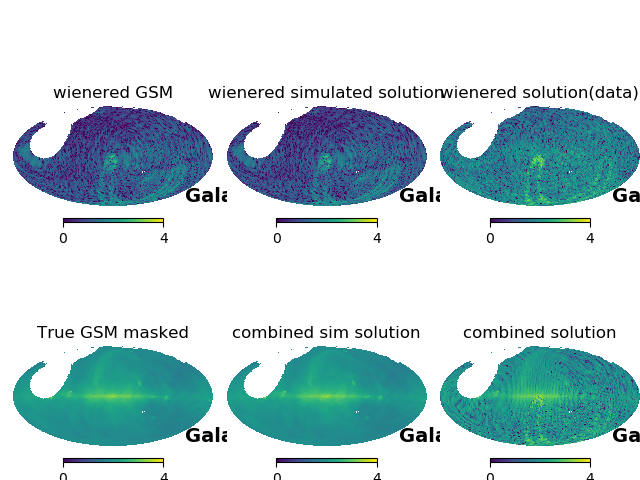 wienered GSM wienered simulated solution wienered solution(data)
Gala Gala Ga
0 4 0 4 0 4
True GSM masked combined sim solution combined solution
Gala Gala Ga
0 4 0 4 0 4